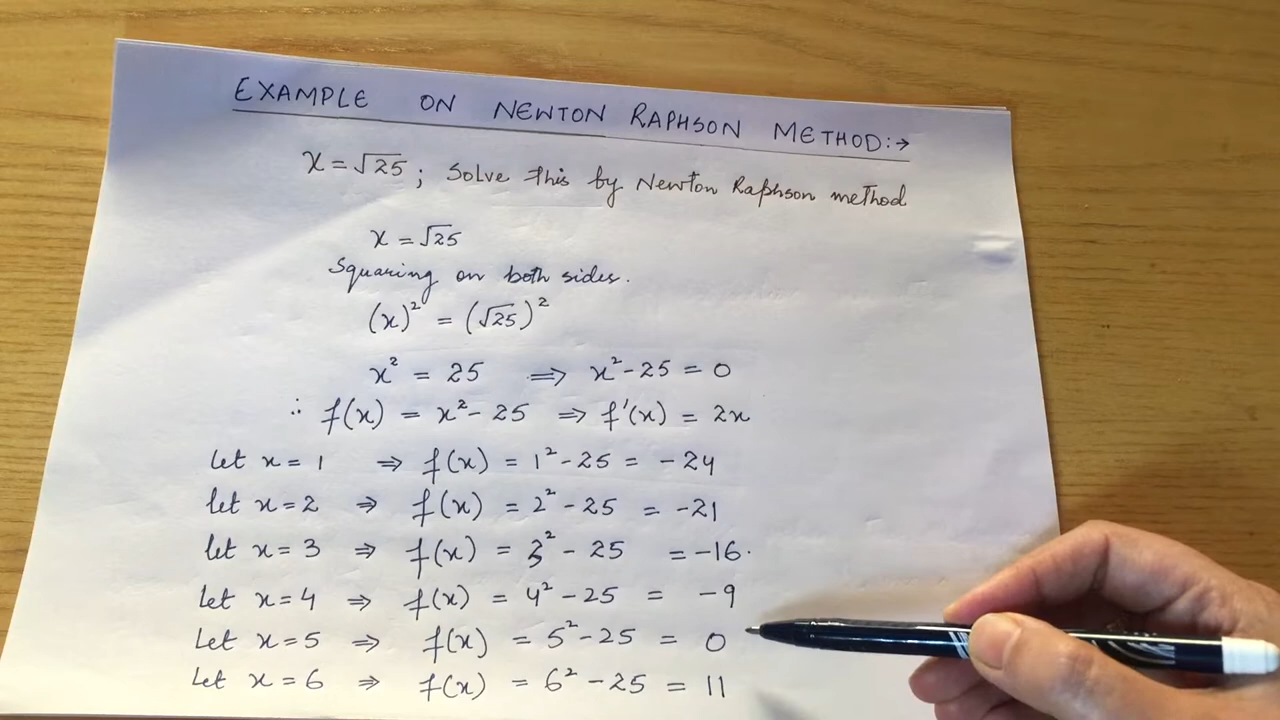 EXAMPLE ON NEWTON RAPHSON METHOD:→
x = √25 ; Solve this by Newton Raphson method
x = √25
Squaring on both sides.
(x)² = (√25)²
x² = 25 ⟹ x² - 25 = 0
∴ f(x) = x² - 25 ⇒ f'(x) = 2x
let x = 1 ⇒ f(x) = 1² - 25 = -24
let x = 2 ⇒ f(x) = 2² - 25 = -21
let x = 3 ⇒ f(x) = 3² - 25 = -16.
Let x = 4 ⇒ f(x) = 4² - 25 = -9
Let x = 5 ⇒ f(x) = 5² - 25 = 0
Let x = 6 ⇒ f(x) = 6² - 25 = 11